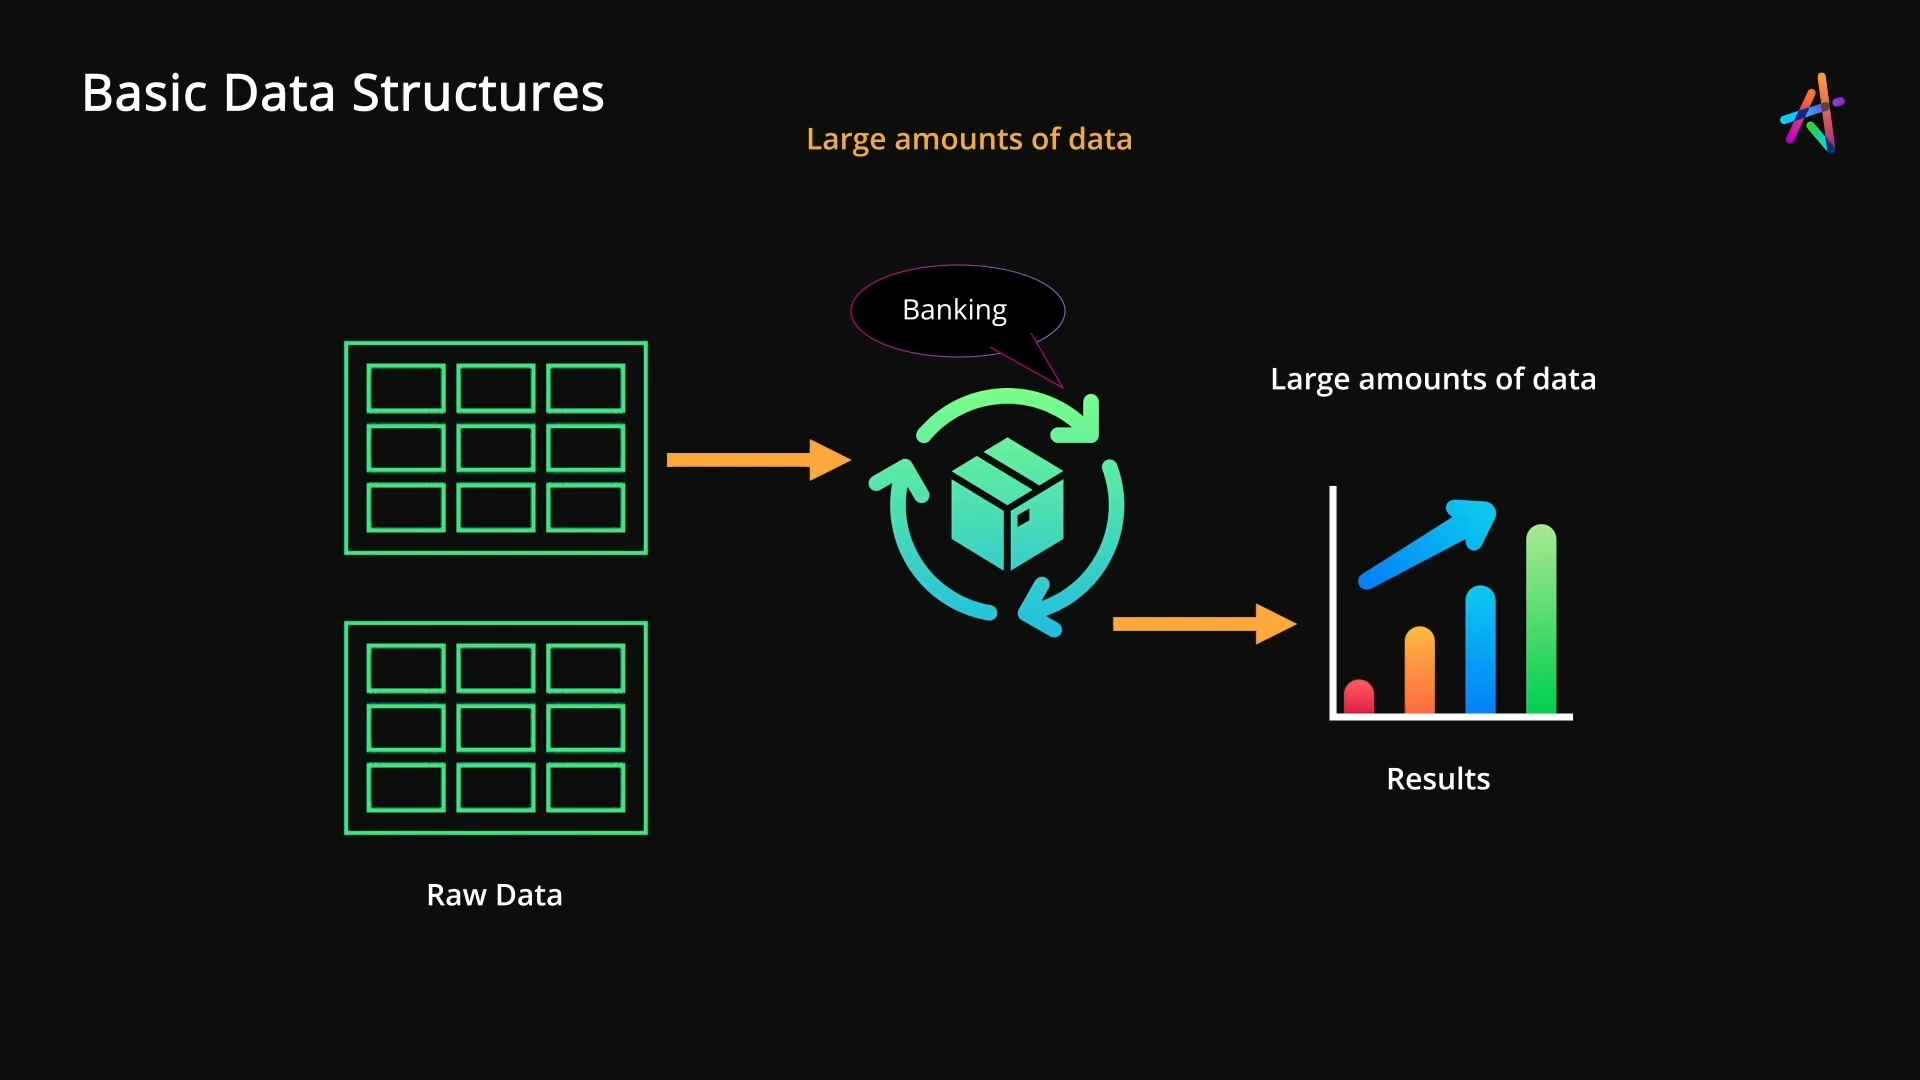 Basic Data Structures
Large amounts of data
Banking
Large amounts of data
Results
Raw Data